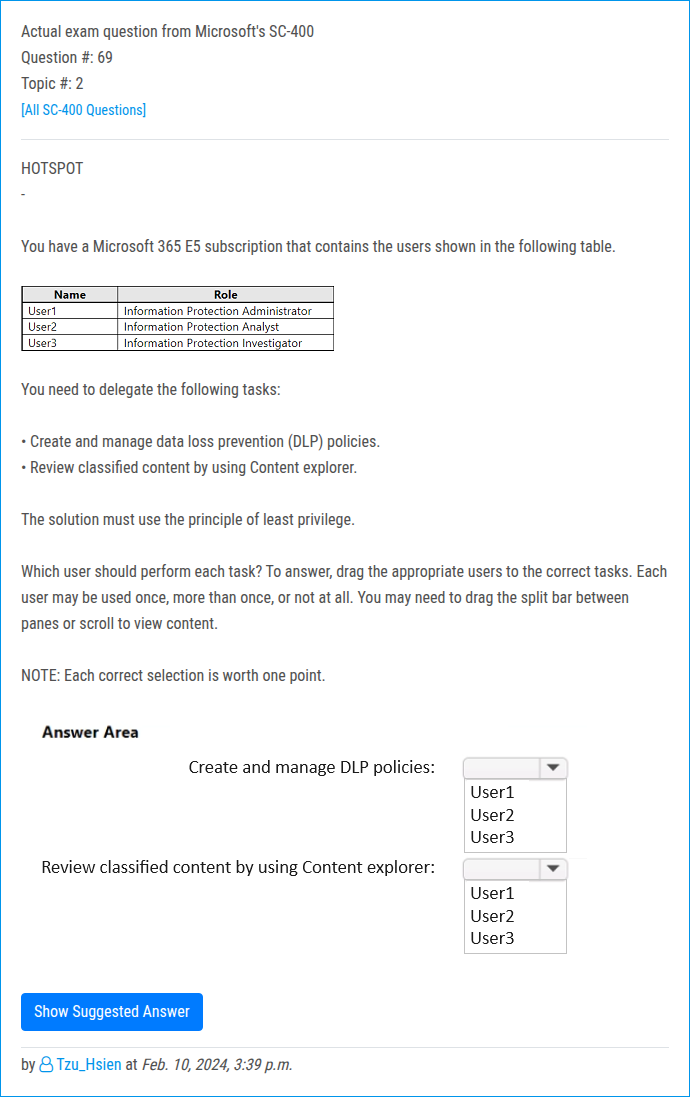 Actual exam question from Microsoft's SC-400
Question #: 69
Topic #: 2
[All SC-400 Questions]
HOTSPOT
-
You have a Microsoft 365 E5 subscription that contains the users shown in the following table.
Name Role
User1 Information Protection Administrator
User2 Information Protection Analyst
User3 Information Protection Investigator
You need to delegate the following tasks:
• Create and manage data loss prevention (DLP) policies.
• Review classified content by using Content explorer.
The solution must use the principle of least privilege.
Which user should perform each task? To answer, drag the appropriate users to the correct tasks. Each
user may be used once, more than once, or not at all. You may need to drag the split bar between
panes or scroll to view content.
NOTE: Each correct selection is worth one point.
Answer Area
Create and manage DLP policies:
User1
User2
User3
Review classified content by using Content explorer:
User1
User2
User3
Show Suggested Answer
by Tzu_Hsien at Feb. 10, 2024, 3:39 p.m.